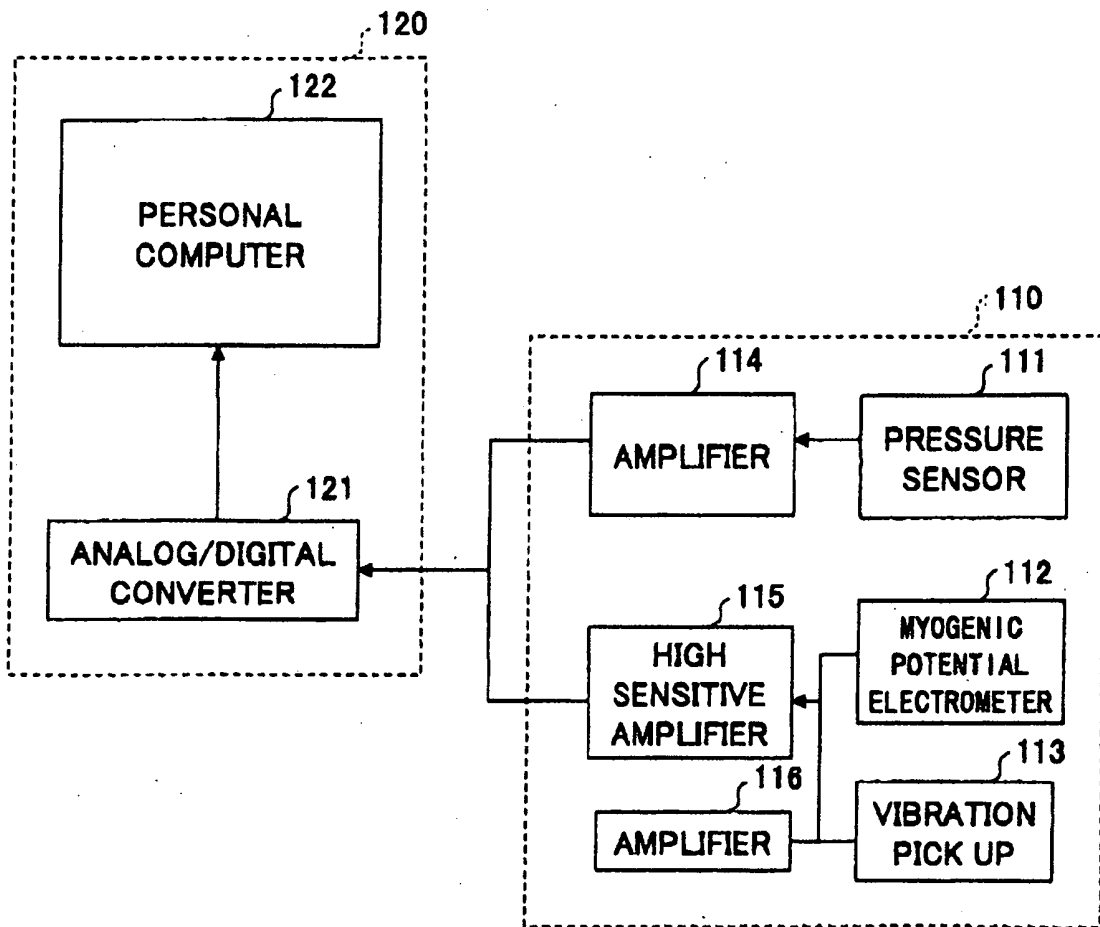 120
122
PERSONAL
COMPUTER
110
114
111
AMPLIFIER
PRESSURE
SENSOR
121
ANALOG/DIGITAL
CONVERTER
115
112
HIGH
SENSITIVE
AMPLIFIER
MYOGENIC
POTENTIAL
ELECTROMETER
116
113
AMPLIFIER
VIBRATION
PICK UP